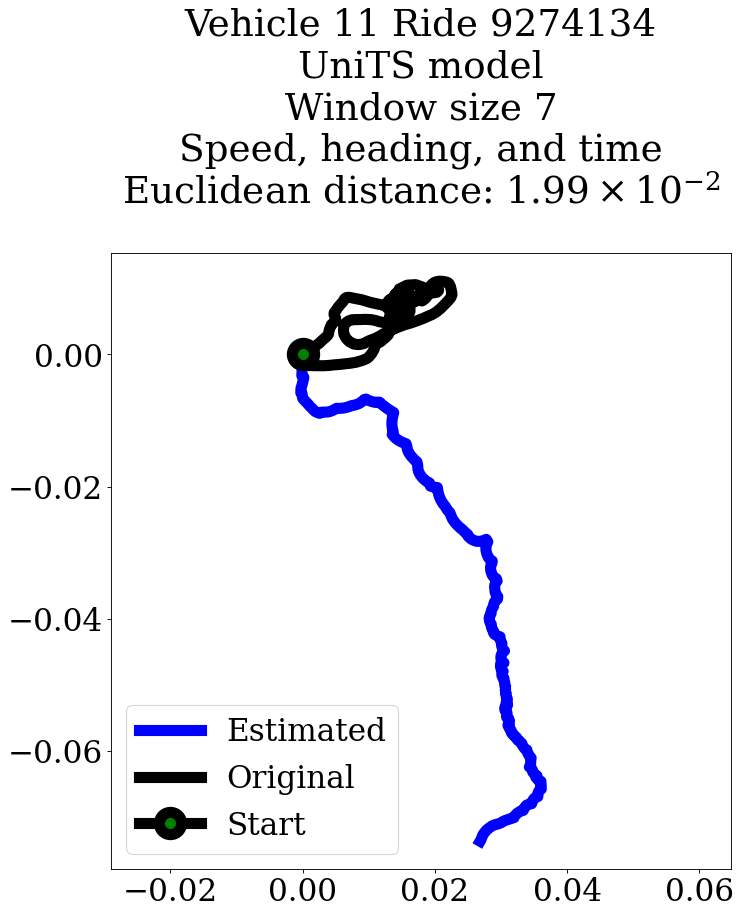 Vehicle 11 Ride 9274134
UniTS model
Window size 7
Speed, heading, and time
Euclidean distance: 1.99 × 10⁻²
0.00
−0.02
−0.04
−0.06
Estimated
Original
Start
−0.02 0.00 0.02 0.04 0.06